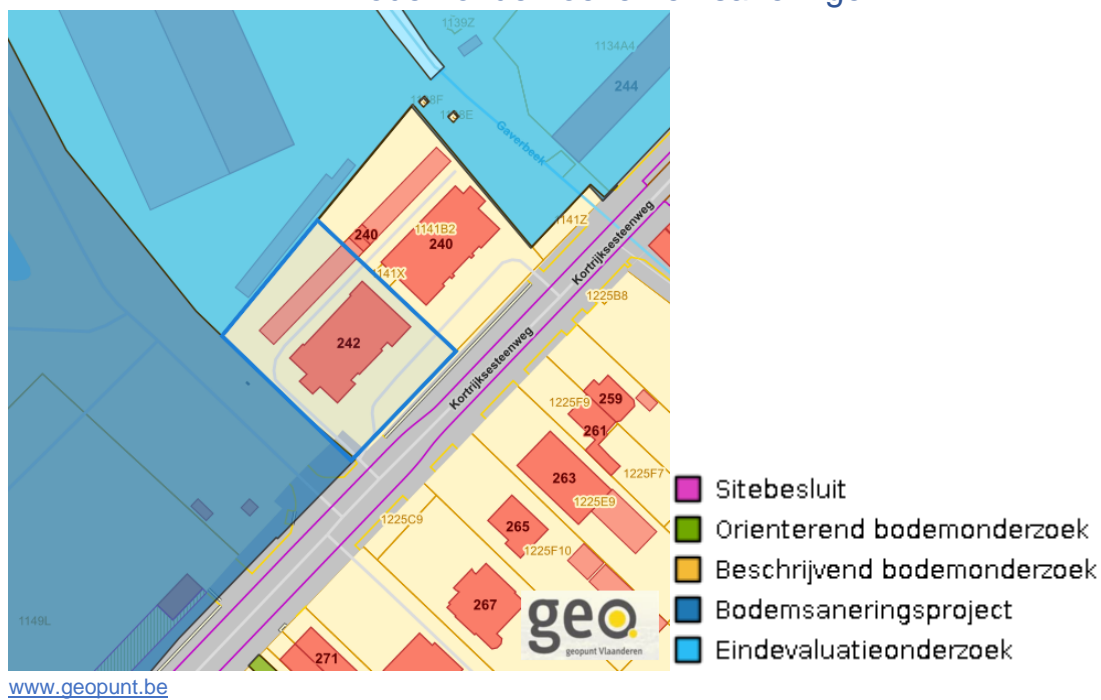 1139Z
1134A4
244
Gaverbeek
1141Z
240
1141B2
240
1141X
Kortrijksesteenweg
1225B8
242
Kortrijksesteenweg
259
1225F9
261
263
1225F7
1225E9
265
1225C9
1225F10
267
1149L
271
geo
geopunt Vlaanderen
Sitebesluit
Orienterend bodemonderzoek
Beschrijvend bodemonderzoek
Bodemsaneringsproject
Eindevaluatieonderzoek
www.geopunt.be